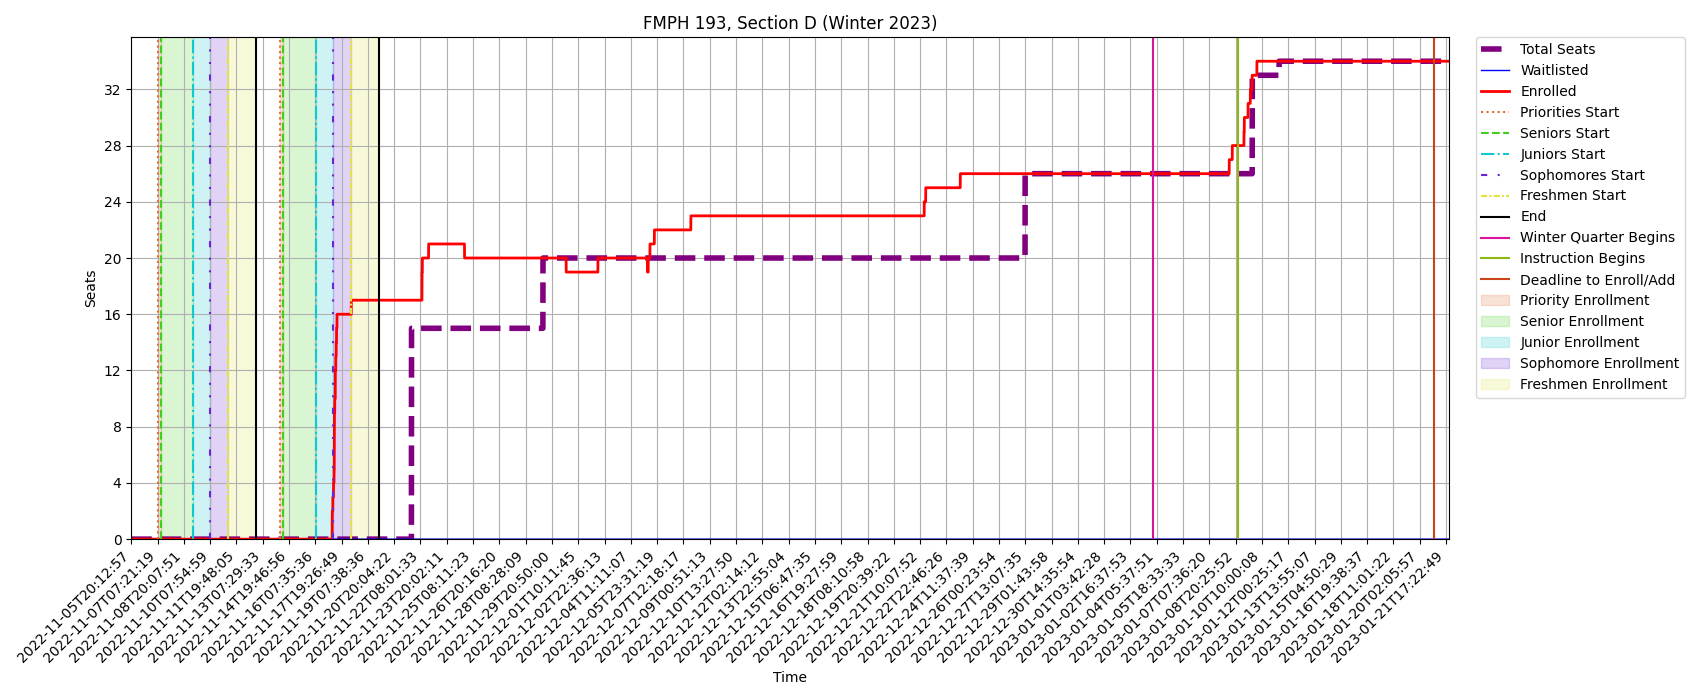 FMPH 193, Section D (Winter 2023)
Seats
32
28
24
20
16
12
8
4
0
2022-11-05T20:12:57
2022-11-07T07:21:19
2022-11-08T20:07:51
2022-11-10T07:54:59
2022-11-11T19:48:05
2022-11-13T07:29:33
2022-11-14T19:46:56
2022-11-16T07:35:36
2022-11-17T19:26:49
2022-11-19T07:38:36
2022-11-20T20:04:22
2022-11-22T08:01:33
2022-11-23T20:02:11
2022-11-25T08:11:23
2022-11-26T20:16:20
2022-11-28T08:28:09
2022-11-29T20:50:00
2022-12-01T10:11:45
2022-12-02T22:36:13
2022-12-04T11:11:07
2022-12-05T23:31:19
2022-12-07T12:18:17
2022-12-09T00:51:13
2022-12-10T13:27:50
2022-12-12T02:14:12
2022-12-13T22:55:04
2022-12-15T06:47:35
2022-12-16T19:27:59
2022-12-18T08:10:58
2022-12-19T20:39:22
2022-12-21T10:07:52
2022-12-22T22:46:26
2022-12-24T11:37:39
2022-12-26T00:23:54
2022-12-27T13:07:35
2022-12-29T01:43:58
2022-12-30T14:35:54
2023-01-01T03:42:28
2023-01-02T16:37:53
2023-01-04T05:37:51
2023-01-05T18:33:33
2023-01-07T07:36:20
2023-01-08T20:25:52
2023-01-10T10:00:08
2023-01-12T00:25:17
2023-01-13T13:55:07
2023-01-15T04:50:29
2023-01-16T19:38:37
2023-01-18T11:01:22
2023-01-20T02:05:57
2023-01-21T17:22:49
Time
Total Seats
Waitlisted
Enrolled
Priorities Start
Seniors Start
Juniors Start
Sophomores Start
Freshmen Start
End
Winter Quarter Begins
Instruction Begins
Deadline to Enroll/Add
Priority Enrollment
Senior Enrollment
Junior Enrollment
Sophomore Enrollment
Freshmen Enrollment